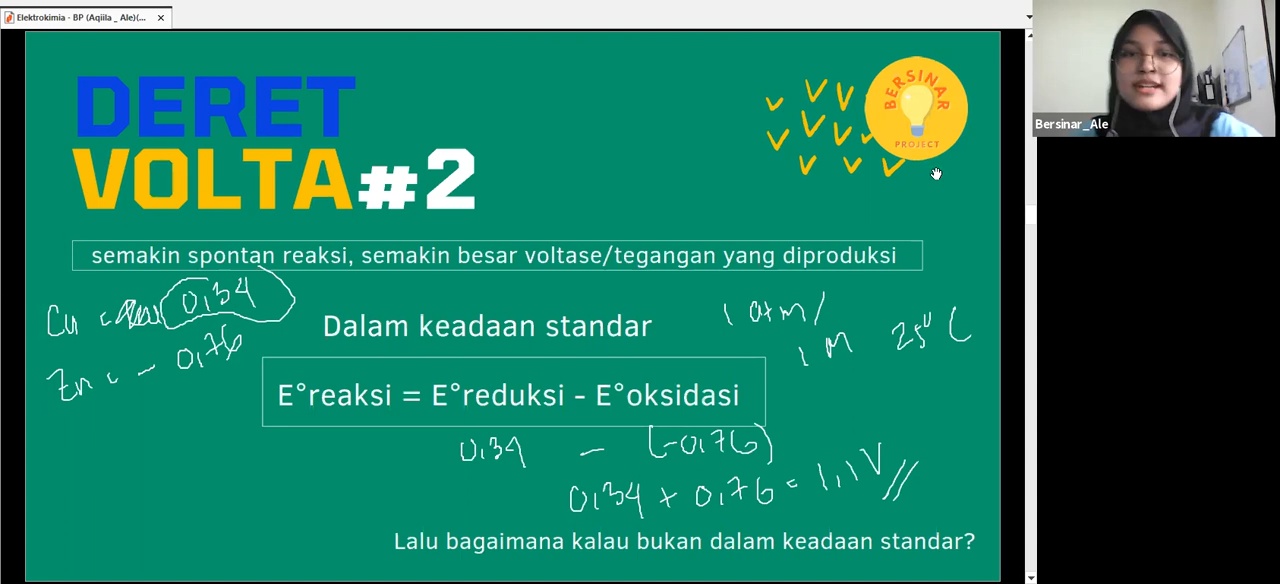 Elektrokimia - BP (Aqiila _ Ale)(...
DERET
VOLTA#2
BERSINAR
PROJECT
Bersinar_Ale
semakin spontan reaksi, semakin besar voltase/tegangan yang diproduksi
Cu = 0,34
Zn = - 0,76
Dalam keadaan standar
1 atm/
1 M 25° C
E°reaksi = E°reduksi - E°oksidasi
0,34 - (-0,76)
0,34 + 0,76 = 1,1 V //
Lalu bagaimana kalau bukan dalam keadaan standar?